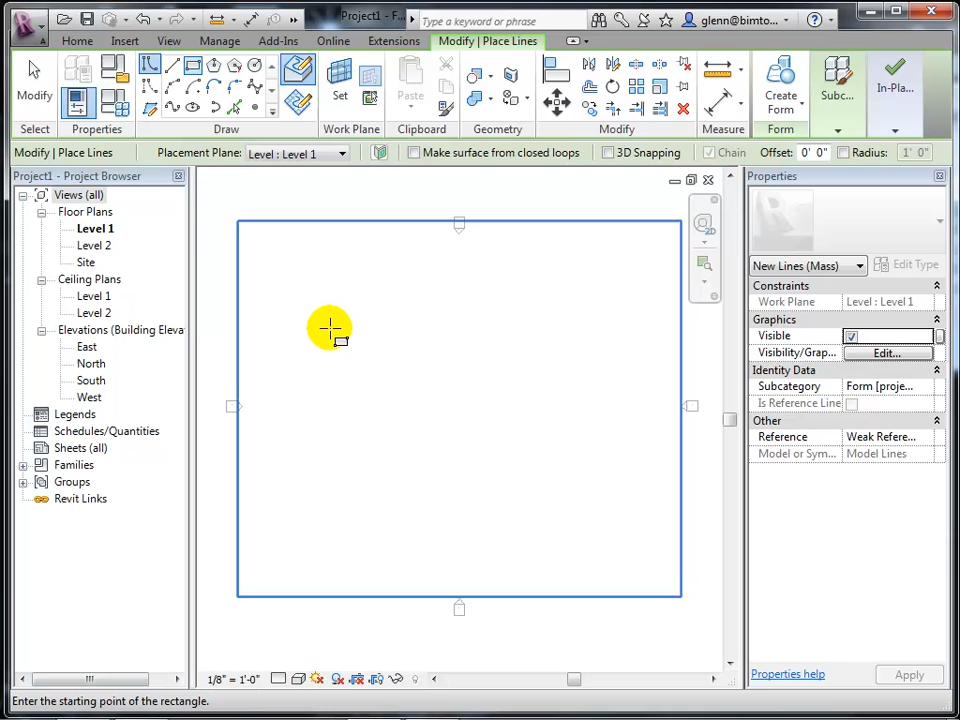 Project1 - F...
Type a keyword or phrase
glenn@bimto...
Home Insert View Manage Add-Ins Online Extensions Modify | Place Lines
Modify
Set
Paste
Create Form
Subc...
In-Pla...
Select Properties Draw Work Plane Clipboard Geometry Modify Measure Form
Modify | Place Lines Placement Plane: Level : Level 1 Make surface from closed loops 3D Snapping Chain Offset: 0' 0" Radius: 1' 0"
Project1 - Project Browser
Views (all)
Floor Plans
Level 1
Level 2
Site
Ceiling Plans
Level 1
Level 2
Elevations (Building Eleva
East
North
South
West
Legends
Schedules/Quantities
Sheets (all)
Families
Groups
Revit Links
2D
Properties
New Lines (Mass) Edit Type
Constraints
Work Plane Level : Level 1
Graphics
Visible
Visibility/Grap... Edit...
Identity Data
Subcategory Form [proje...
Is Reference Line
Other
Reference Weak Refere...
Model or Sym... Model Lines
Properties help Apply
1/8" = 1'-0"
Enter the starting point of the rectangle.